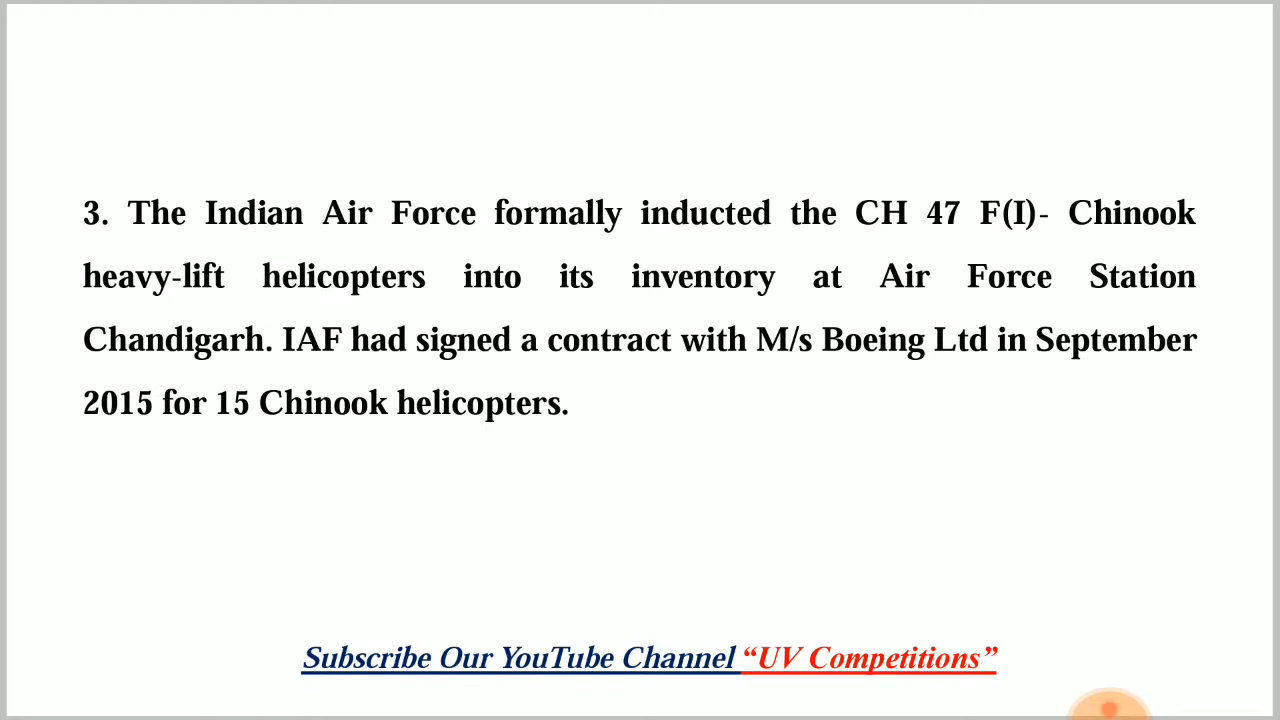 3. The Indian Air Force formally inducted the CH 47 F(I)- Chinook
heavy-lift helicopters into its inventory at Air Force Station
Chandigarh. IAF had signed a contract with M/s Boeing Ltd in September
2015 for 15 Chinook helicopters.
Subscribe Our YouTube Channel “UV Competitions”